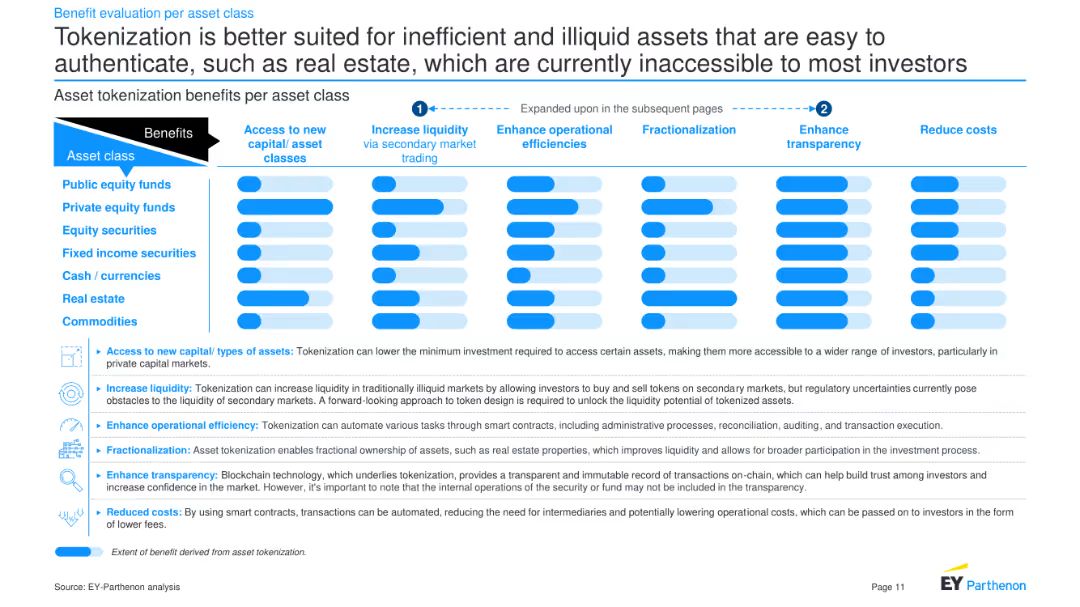 Benefit evaluation per asset class
Tokenization is better suited for inefficient and illiquid assets that are easy to
authenticate, such as real estate, which are currently inaccessible to most investors
Asset tokenization benefits per asset class
1 Expanded upon in the subsequent pages 2
Benefits
Asset class
Access to new
capital/ asset
classes
Increase liquidity
via secondary market
trading
Enhance operational
efficiencies
Fractionalization
Enhance
transparency
Reduce costs
Public equity funds
Private equity funds
Equity securities
Fixed income securities
Cash / currencies
Real estate
Commodities
Access to new capital/ types of assets: Tokenization can lower the minimum investment required to access certain assets, making them more accessible to a wider range of investors, particularly in
private capital markets.
Increase liquidity: Tokenization can increase liquidity in traditionally illiquid markets by allowing investors to buy and sell tokens on secondary markets, but regulatory uncertainties currently pose
obstacles to the liquidity of secondary markets. A forward-looking approach to token design is required to unlock the liquidity potential of tokenized assets.
Enhance operational efficiency: Tokenization can automate various tasks through smart contracts, including administrative processes, reconciliation, auditing, and transaction execution.
Fractionalization: Asset tokenization enables fractional ownership of assets, such as real estate properties, which improves liquidity and allows for broader participation in the investment process.
Enhance transparency: Blockchain technology, which underlies tokenization, provides a transparent and immutable record of transactions on-chain, which can help build trust among investors and
increase confidence in the market. However, it's important to note that the internal operations of the security or fund may not be included in the transparency.
Reduced costs: By using smart contracts, transactions can be automated, reducing the need for intermediaries and potentially lowering operational costs, which can be passed on to investors in the form
of lower fees.
Extent of benefit derived from asset tokenization.
Source: EY-Parthenon analysis
Page 11
EY Parthenon